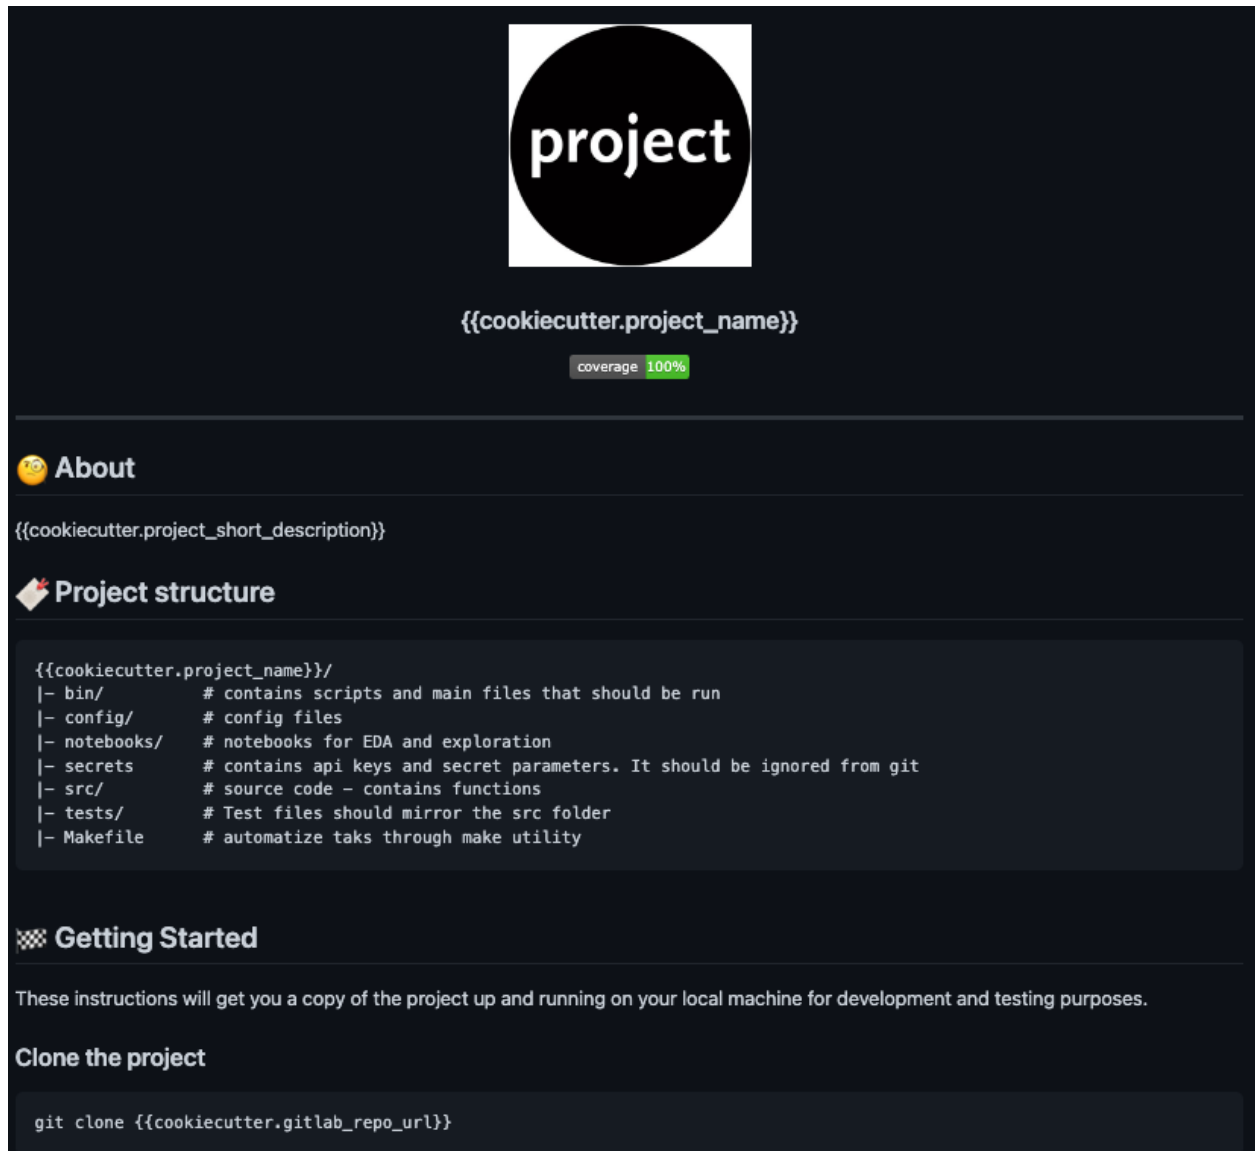 project
{{cookiecutter.project_name}}
coverage 100%
About
{{cookiecutter.project_short_description}}
Project structure
{{cookiecutter.project_name}}/
|– bin/          # contains scripts and main files that should be run
|– config/       # config files
|– notebooks/    # notebooks for EDA and exploration
|– secrets       # contains api keys and secret parameters. It should be ignored from git
|– src/          # source code – contains functions
|– tests/        # Test files should mirror the src folder
|– Makefile      # automatize taks through make utility
Getting Started
These instructions will get you a copy of the project up and running on your local machine for development and testing purposes.
Clone the project
git clone {{cookiecutter.gitlab_repo_url}}